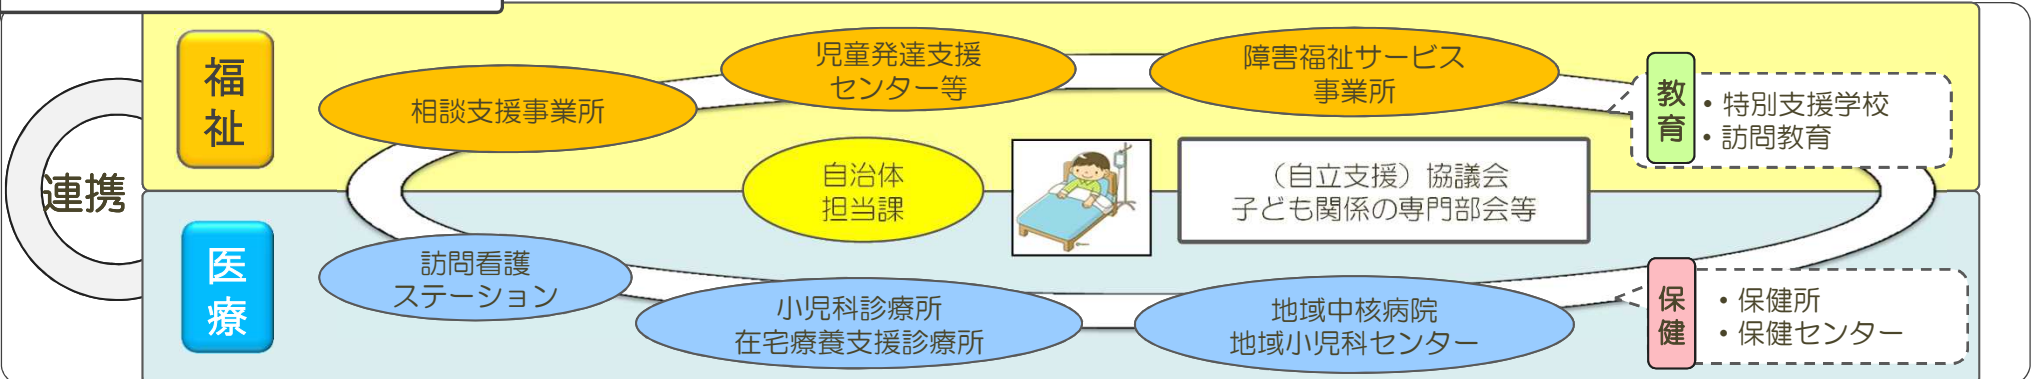 連携
福祉
相談支援事業所
児童発達支援
センター等
障害福祉サービス
事業所
教育
・特別支援学校
・訪問教育
自治体
担当課
（自立支援）協議会
子ども関係の専門部会等
医療
訪問看護
ステーション
小児科診療所
在宅療養支援診療所
地域中核病院
地域小児科センター
保健
・保健所
・保健センター